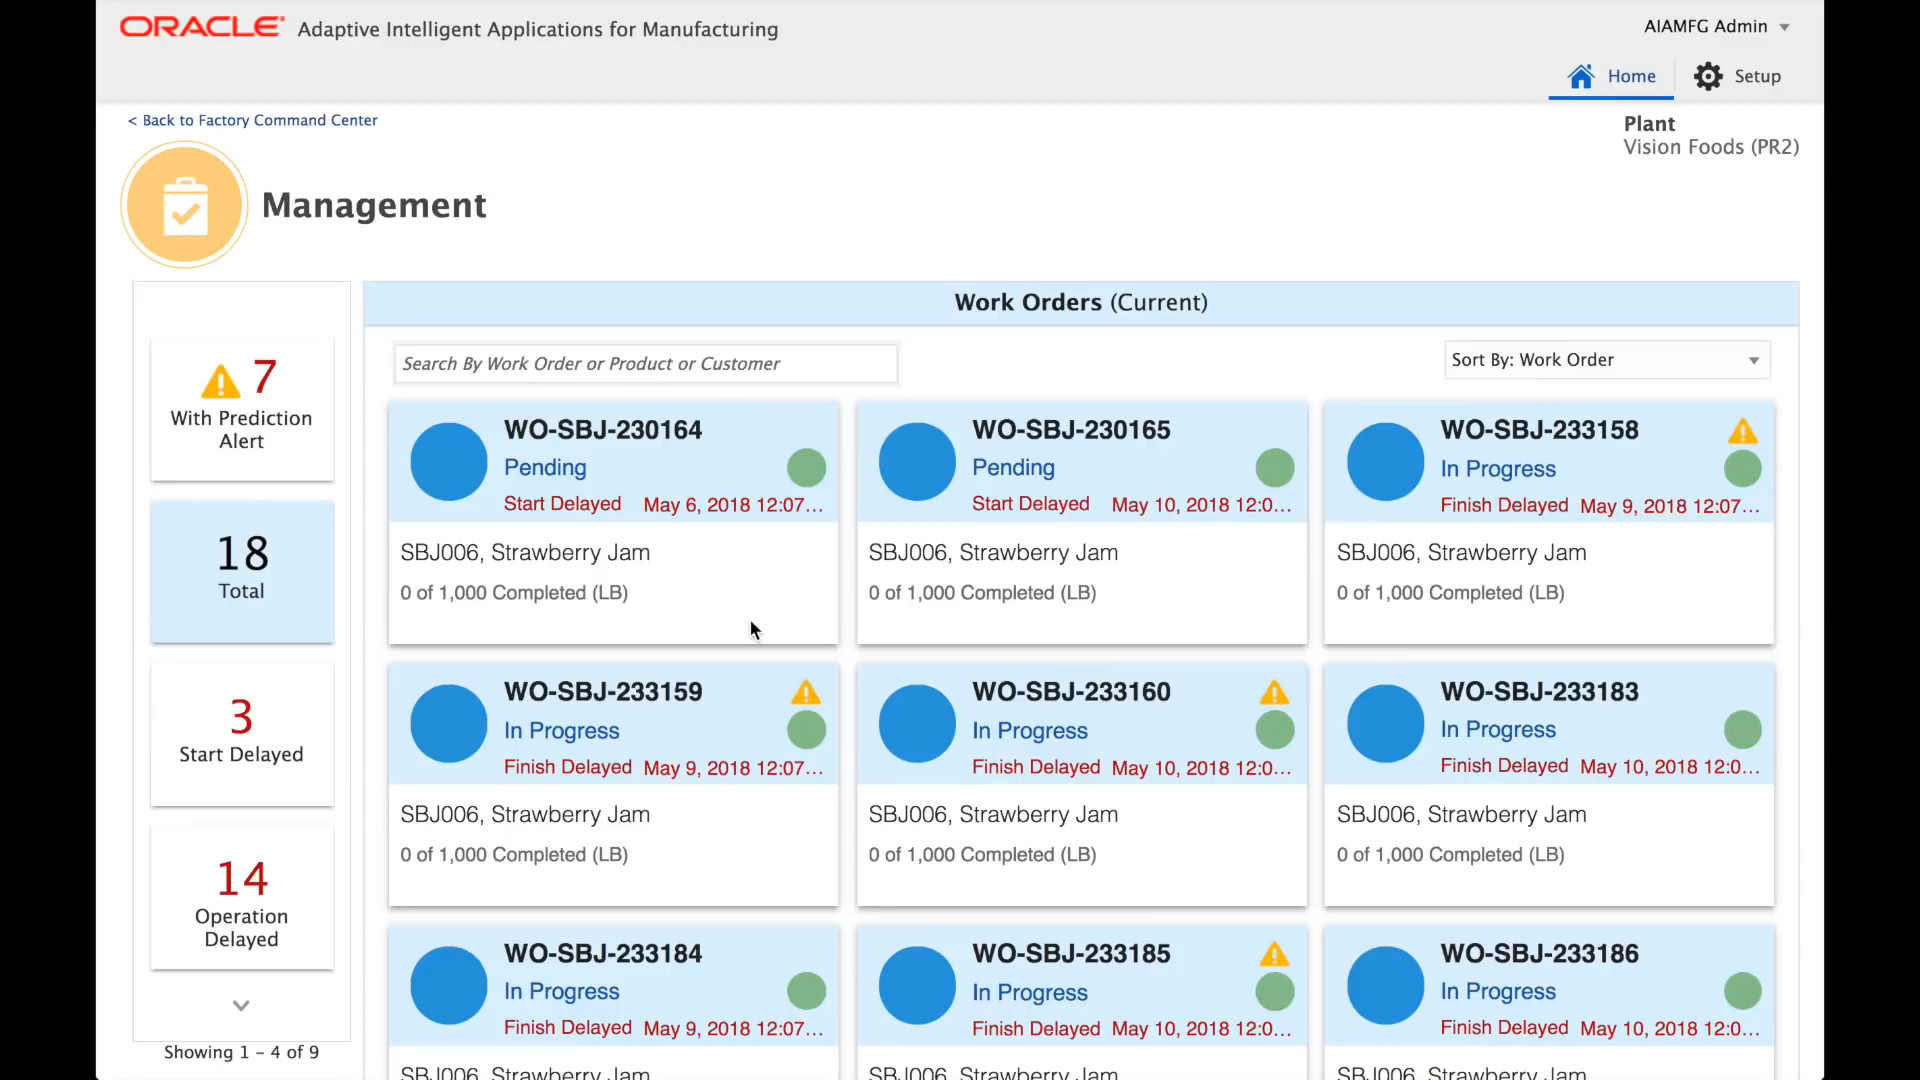 ORACLE Adaptive Intelligent Applications for Manufacturing
AIAMFG Admin
Home
Setup
< Back to Factory Command Center
Plant
Vision Foods (PR2)
Management
7
With Prediction
Alert
18
Total
3
Start Delayed
14
Operation
Delayed
Showing 1 – 4 of 9
Work Orders (Current)
Search By Work Order or Product or Customer
Sort By: Work Order
WO-SBJ-230164
Pending
Start Delayed May 6, 2018 12:07...
SBJ006, Strawberry Jam
0 of 1,000 Completed (LB)
WO-SBJ-230165
Pending
Start Delayed May 10, 2018 12:0...
SBJ006, Strawberry Jam
0 of 1,000 Completed (LB)
WO-SBJ-233158
In Progress
Finish Delayed May 9, 2018 12:07...
SBJ006, Strawberry Jam
0 of 1,000 Completed (LB)
WO-SBJ-233159
In Progress
Finish Delayed May 9, 2018 12:07...
SBJ006, Strawberry Jam
0 of 1,000 Completed (LB)
WO-SBJ-233160
In Progress
Finish Delayed May 10, 2018 12:0...
SBJ006, Strawberry Jam
0 of 1,000 Completed (LB)
WO-SBJ-233183
In Progress
Finish Delayed May 10, 2018 12:0...
SBJ006, Strawberry Jam
0 of 1,000 Completed (LB)
WO-SBJ-233184
In Progress
Finish Delayed May 9, 2018 12:07...
SBJ006, Strawberry Jam
WO-SBJ-233185
In Progress
Finish Delayed May 10, 2018 12:0...
SBJ006, Strawberry Jam
WO-SBJ-233186
In Progress
Finish Delayed May 10, 2018 12:0...
SBJ006, Strawberry Jam